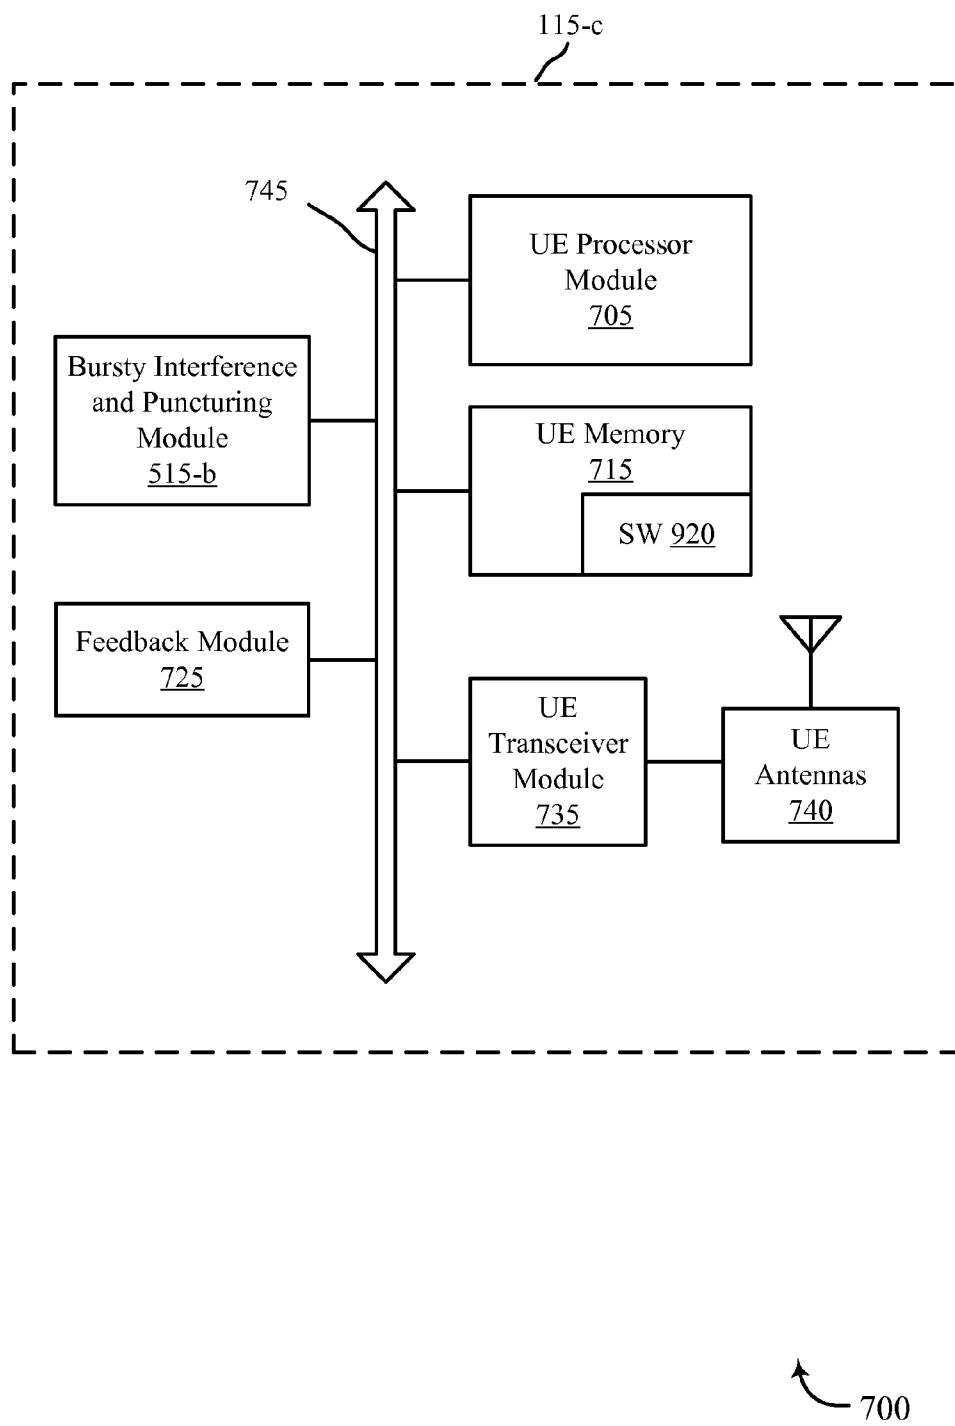 115-c
745
UE Processor
Module
705
Bursty Interference
and Puncturing
Module
515-b
UE Memory
715
SW 920
Feedback Module
725
UE
Transceiver
Module
735
UE
Antennas
740
700